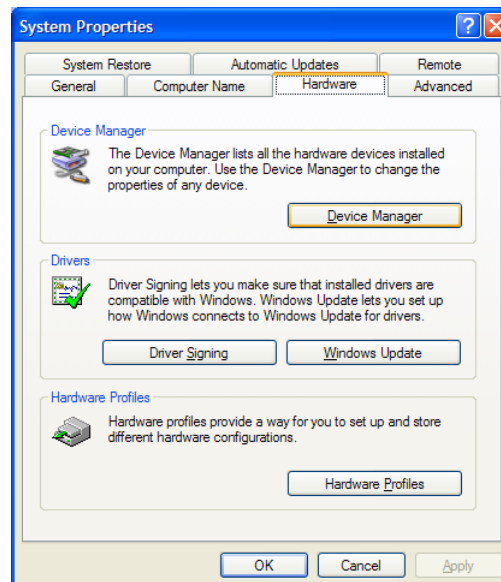 System Properties
System Restore Automatic Updates Remote
General Computer Name Hardware Advanced
Device Manager
The Device Manager lists all the hardware devices installed
on your computer. Use the Device Manager to change the
properties of any device.
Device Manager
Drivers
Driver Signing lets you make sure that installed drivers are
compatible with Windows. Windows Update lets you set up
how Windows connects to Windows Update for drivers.
Driver Signing Windows Update
Hardware Profiles
Hardware profiles provide a way for you to set up and store
different hardware configurations.
Hardware Profiles
OK Cancel Apply